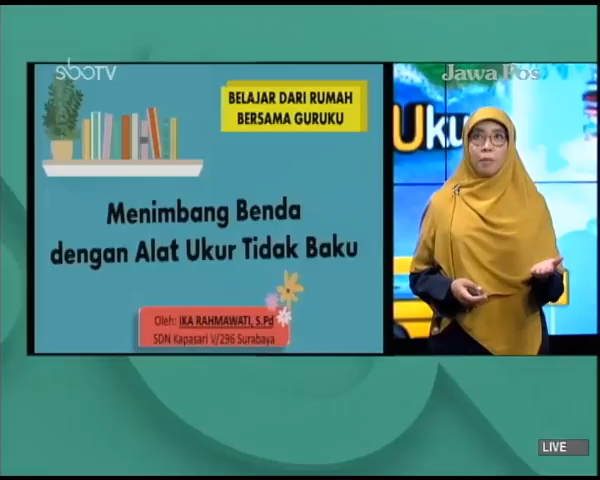 sboTV
Jawa Pos
BELAJAR DARI RUMAH
BERSAMA GURUKU
Uku
Menimbang Benda
dengan Alat Ukur Tidak Baku
Oleh: IKA RAHMAWATI, S.Pd
SDN Kapasari V/296 Surabaya
LIVE